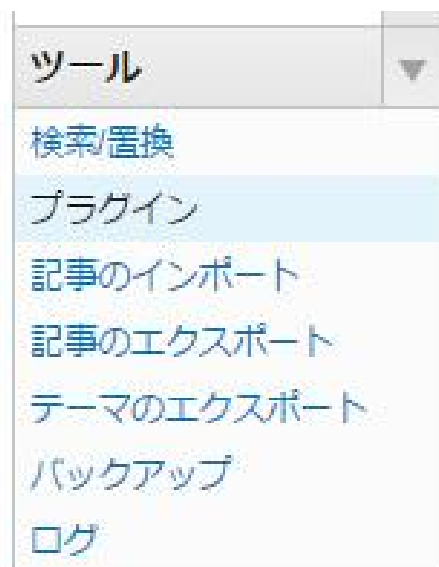 ツール
検索/置換
プラグイン
記事のインポート
記事のエクスポート
テーマのエクスポート
バックアップ
ログ